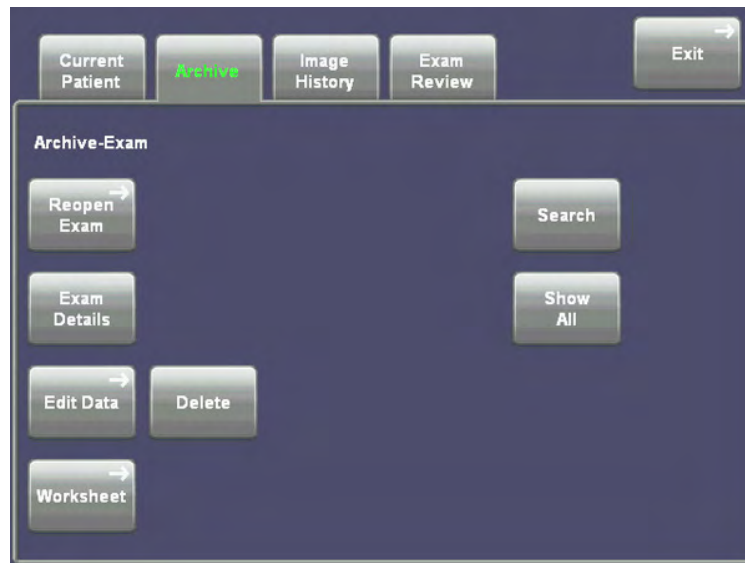 Current
Patient
Archive
Image
History
Exam
Review
Exit
Archive-Exam
Reopen
Exam
Search
Exam
Details
Show
All
Edit Data
Delete
Worksheet